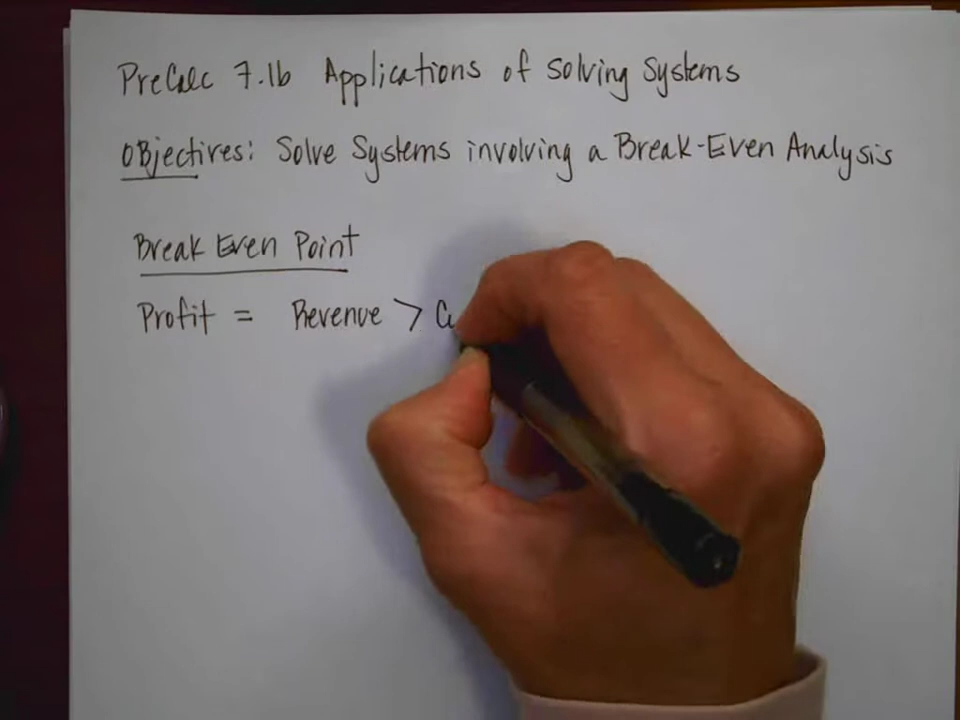 PreCalc 7.1b Applications of Solving Systems
OBjectives: Solve Systems involving a Break-Even Analysis
Break Even Point
Profit = Revenue >